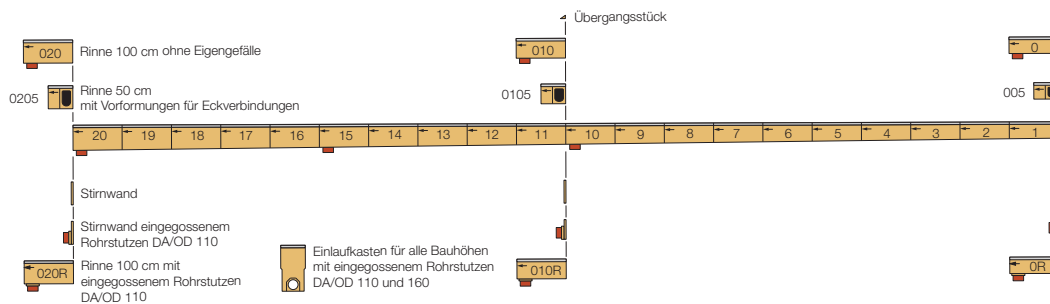 Übergangsstück
020 Rinne 100 cm ohne Eigengefälle
010
0
0205
Rinne 50 cm
mit Vorformungen für Eckverbindungen
0105
005
20 19 18 17 16 15 14 13 12 11 10 9 8 7 6 5 4 3 2 1
Stirnwand
Stirnwand eingegossenem
Rohrstutzen DA/OD 110
020R
Rinne 100 cm mit
eingegossenem Rohrstutzen
DA/OD 110
Einlaufkasten für alle Bauhöhen
mit eingegossenem Rohrstutzen
DA/OD 110 und 160
010R
0R